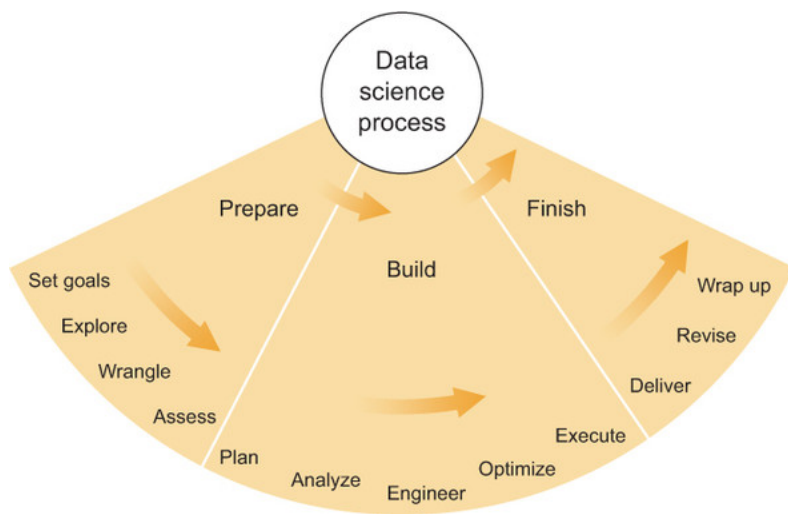 Data
science
process
Prepare
Finish
Build
Set goals
Explore
Wrangle
Assess
Plan
Analyze
Engineer
Optimize
Execute
Deliver
Revise
Wrap up